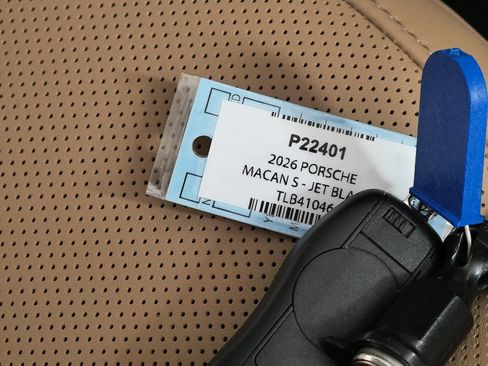 P22401
2026 PORSCHE
MACAN S - JET BLA
TLB41046